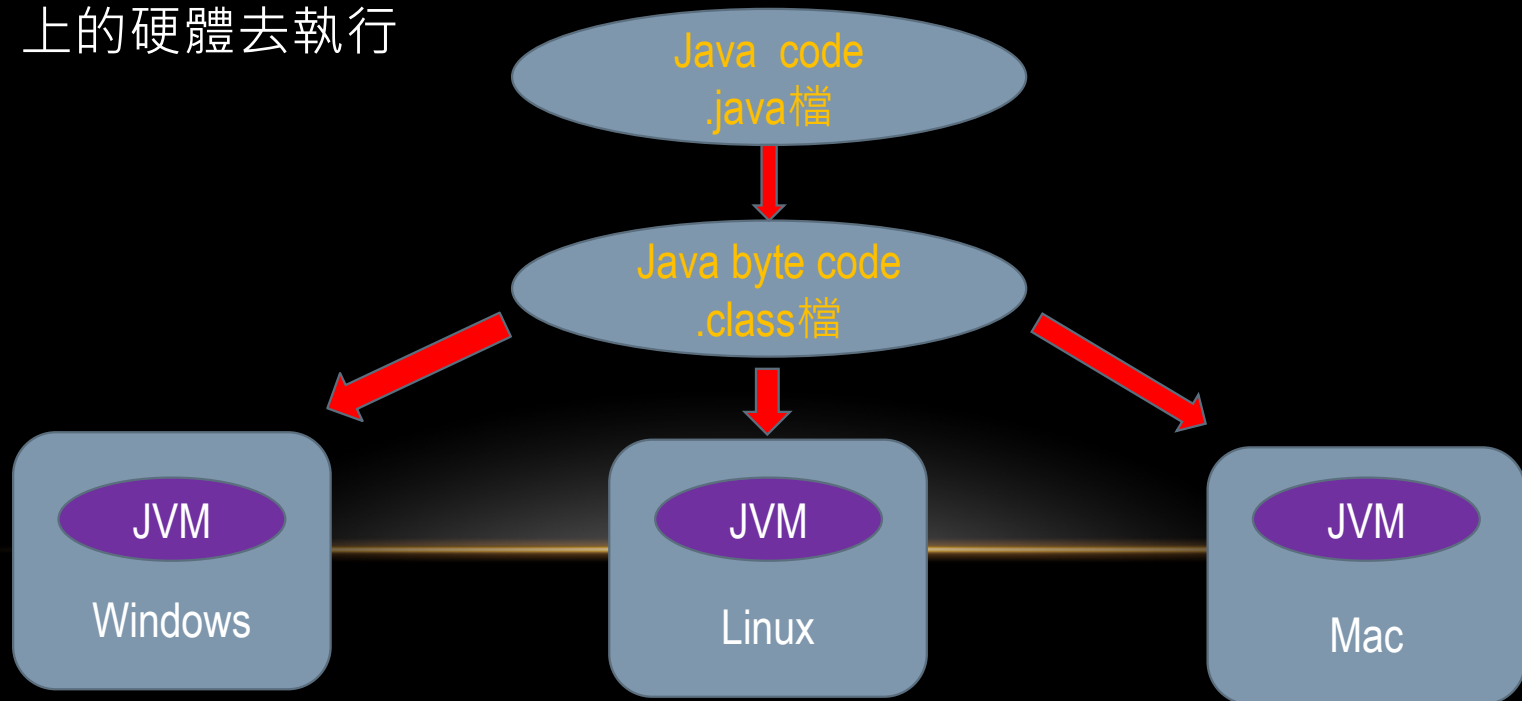 上的硬體去執行
Java code
.java檔
Java byte code
.class檔
JVM
Windows
JVM
Linux
JVM
Mac